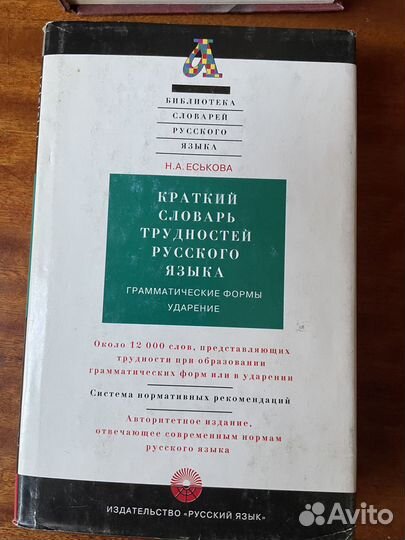 БИБЛИОТЕКА
СЛОВАРЕЙ
РУССКОГО
ЯЗЫКА
Н.А.ЕСЬКОВА
КРАТКИЙ
СЛОВАРЬ
ТРУДНОСТЕЙ
РУССКОГО
ЯЗЫКА
ГРАММАТИЧЕСКИЕ ФОРМЫ
УДАРЕНИЕ
Около 12 000 слов, представляющих
трудности при образовании
грамматических форм или в ударении
Система нормативных рекомендаций
Авторитетное издание,
отвечающее современным нормам
русского языка
ИЗДАТЕЛЬСТВО «РУССКИЙ ЯЗЫК»
Avito